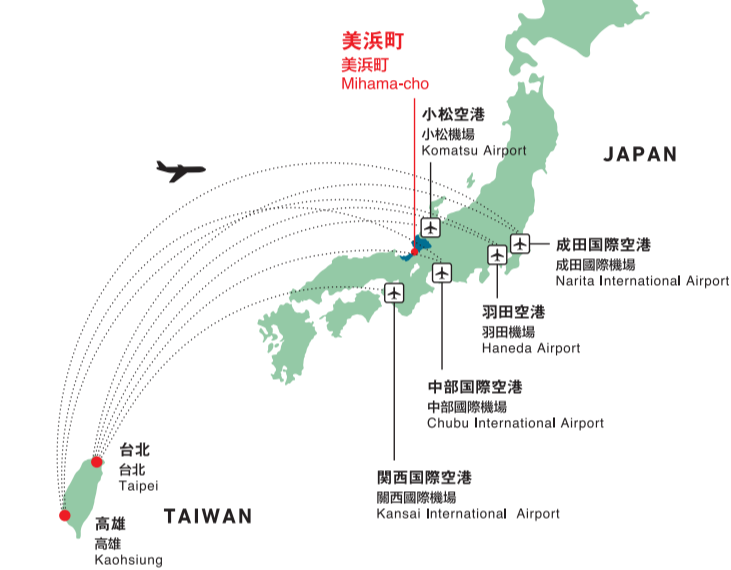 美浜町
美浜町
Mihama-cho
小松空港
小松機場
Komatsu Airport
JAPAN
成田国際空港
成田國際機場
Narita International Airport
羽田空港
羽田機場
Haneda Airport
中部国際空港
中部國際機場
Chubu International Airport
関西国際空港
關西國際機場
Kansai International Airport
台北
台北
Taipei
TAIWAN
高雄
高雄
Kaohsiung